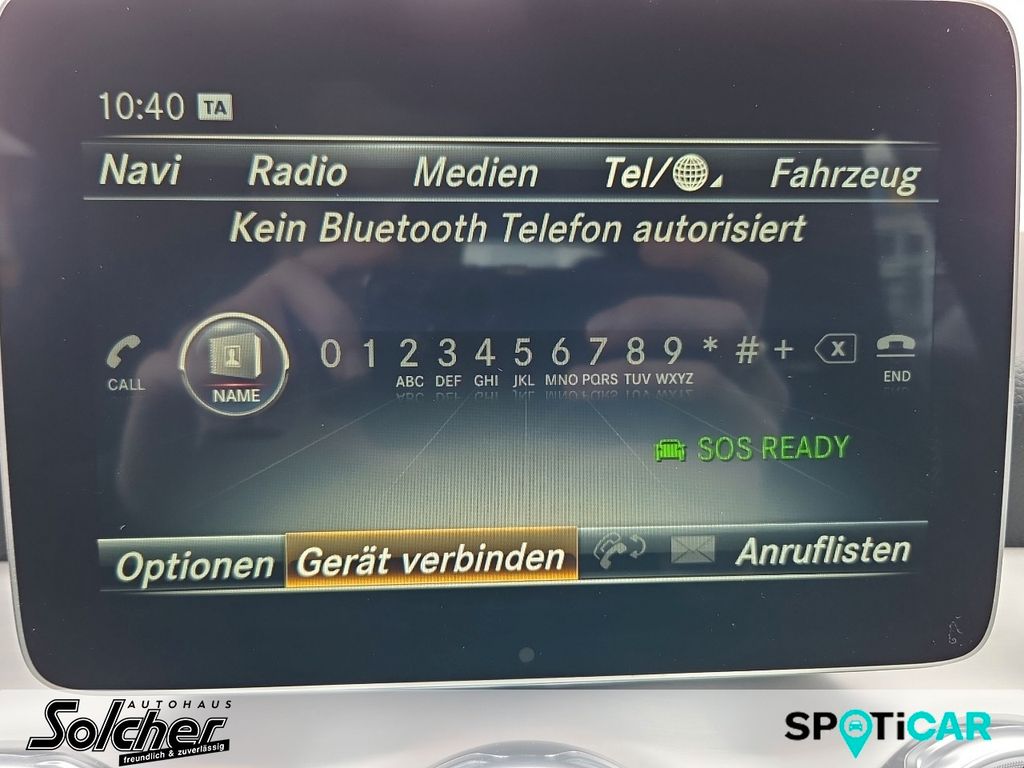 10:40 TA
Navi Radio Medien Tel/ Fahrzeug
Kein Bluetooth Telefon autorisiert
0 1 2 3 4 5 6 7 8 9 * # + X
CALL NAME ABC DEF GHI JKL MNO PQRS TUV WXYZ END
SOS READY
Optionen Gerät verbinden Anruflisten
AUTOHAUS
Solcher
freundlich & zuverlässig
SPOTiCAR